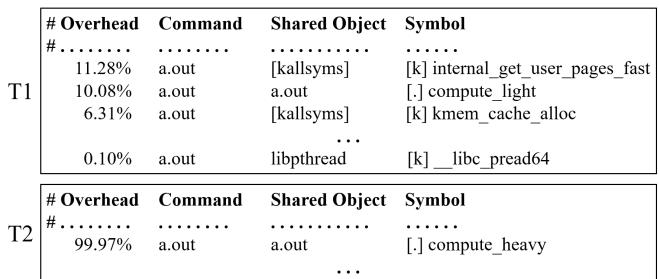 # Overhead Command Shared Object Symbol
# ........ ........ ........... ......
11.28% a.out [kallsyms] [k] internal_get_user_pages_fast
T1 10.08% a.out a.out [.] compute_light
6.31% a.out [kallsyms] [k] kmem_cache_alloc
...
0.10% a.out libpthread [k] __libc_pread64
# Overhead Command Shared Object Symbol
# ........ ........ ........... ......
T2 99.97% a.out a.out [.] compute_heavy
...